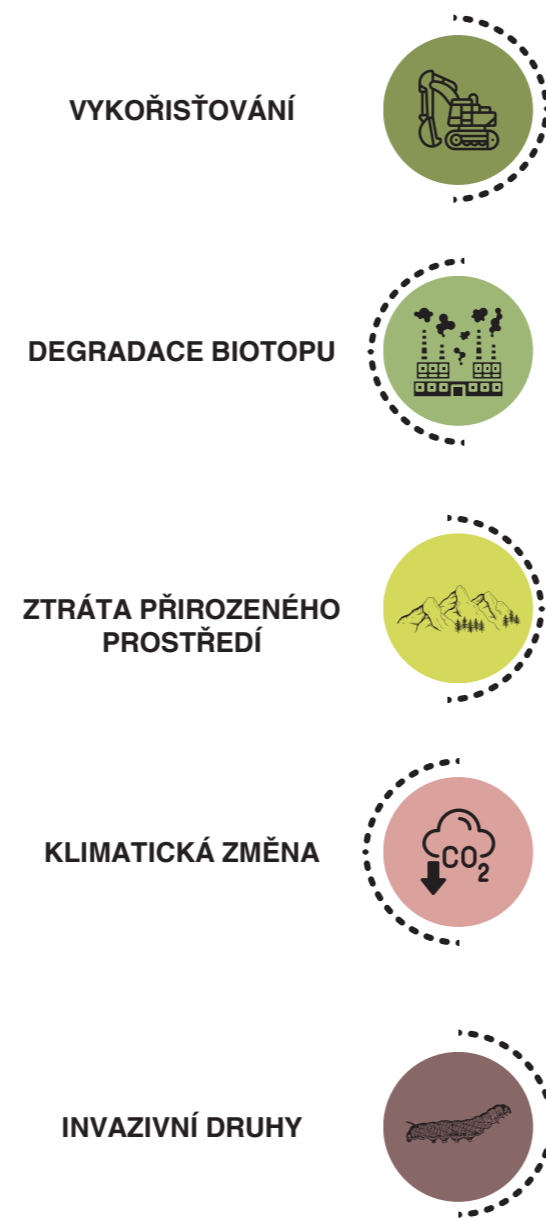 VYKOŘISŤOVÁNÍ
DEGRADACE BIOTOPU
ZTRÁTA PŘIROZENÉHO
PROSTŘEDÍ
KLIMATICKÁ ZMĚNA
CO2
INVAZIVNÍ DRUHY